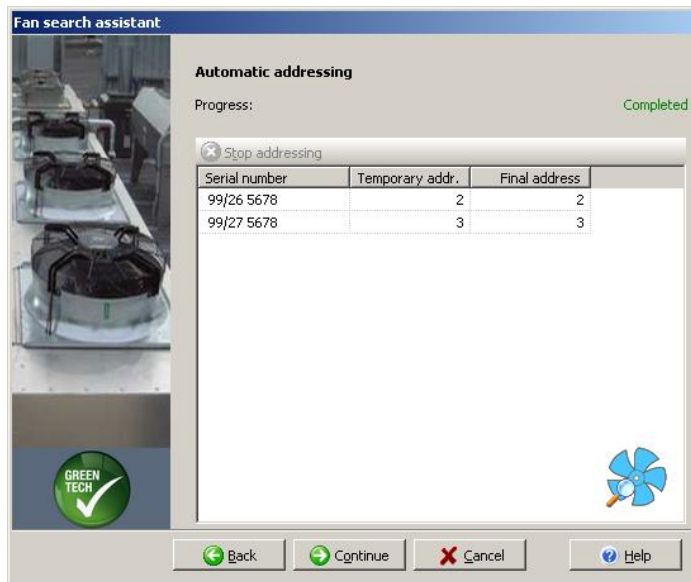 Fan search assistant
Automatic addressing
Progress: Completed
Stop addressing
Serial number Temporary addr. Final address
99/26 5678 2 2
99/27 5678 3 3
GREEN
TECH
Back Continue Cancel Help